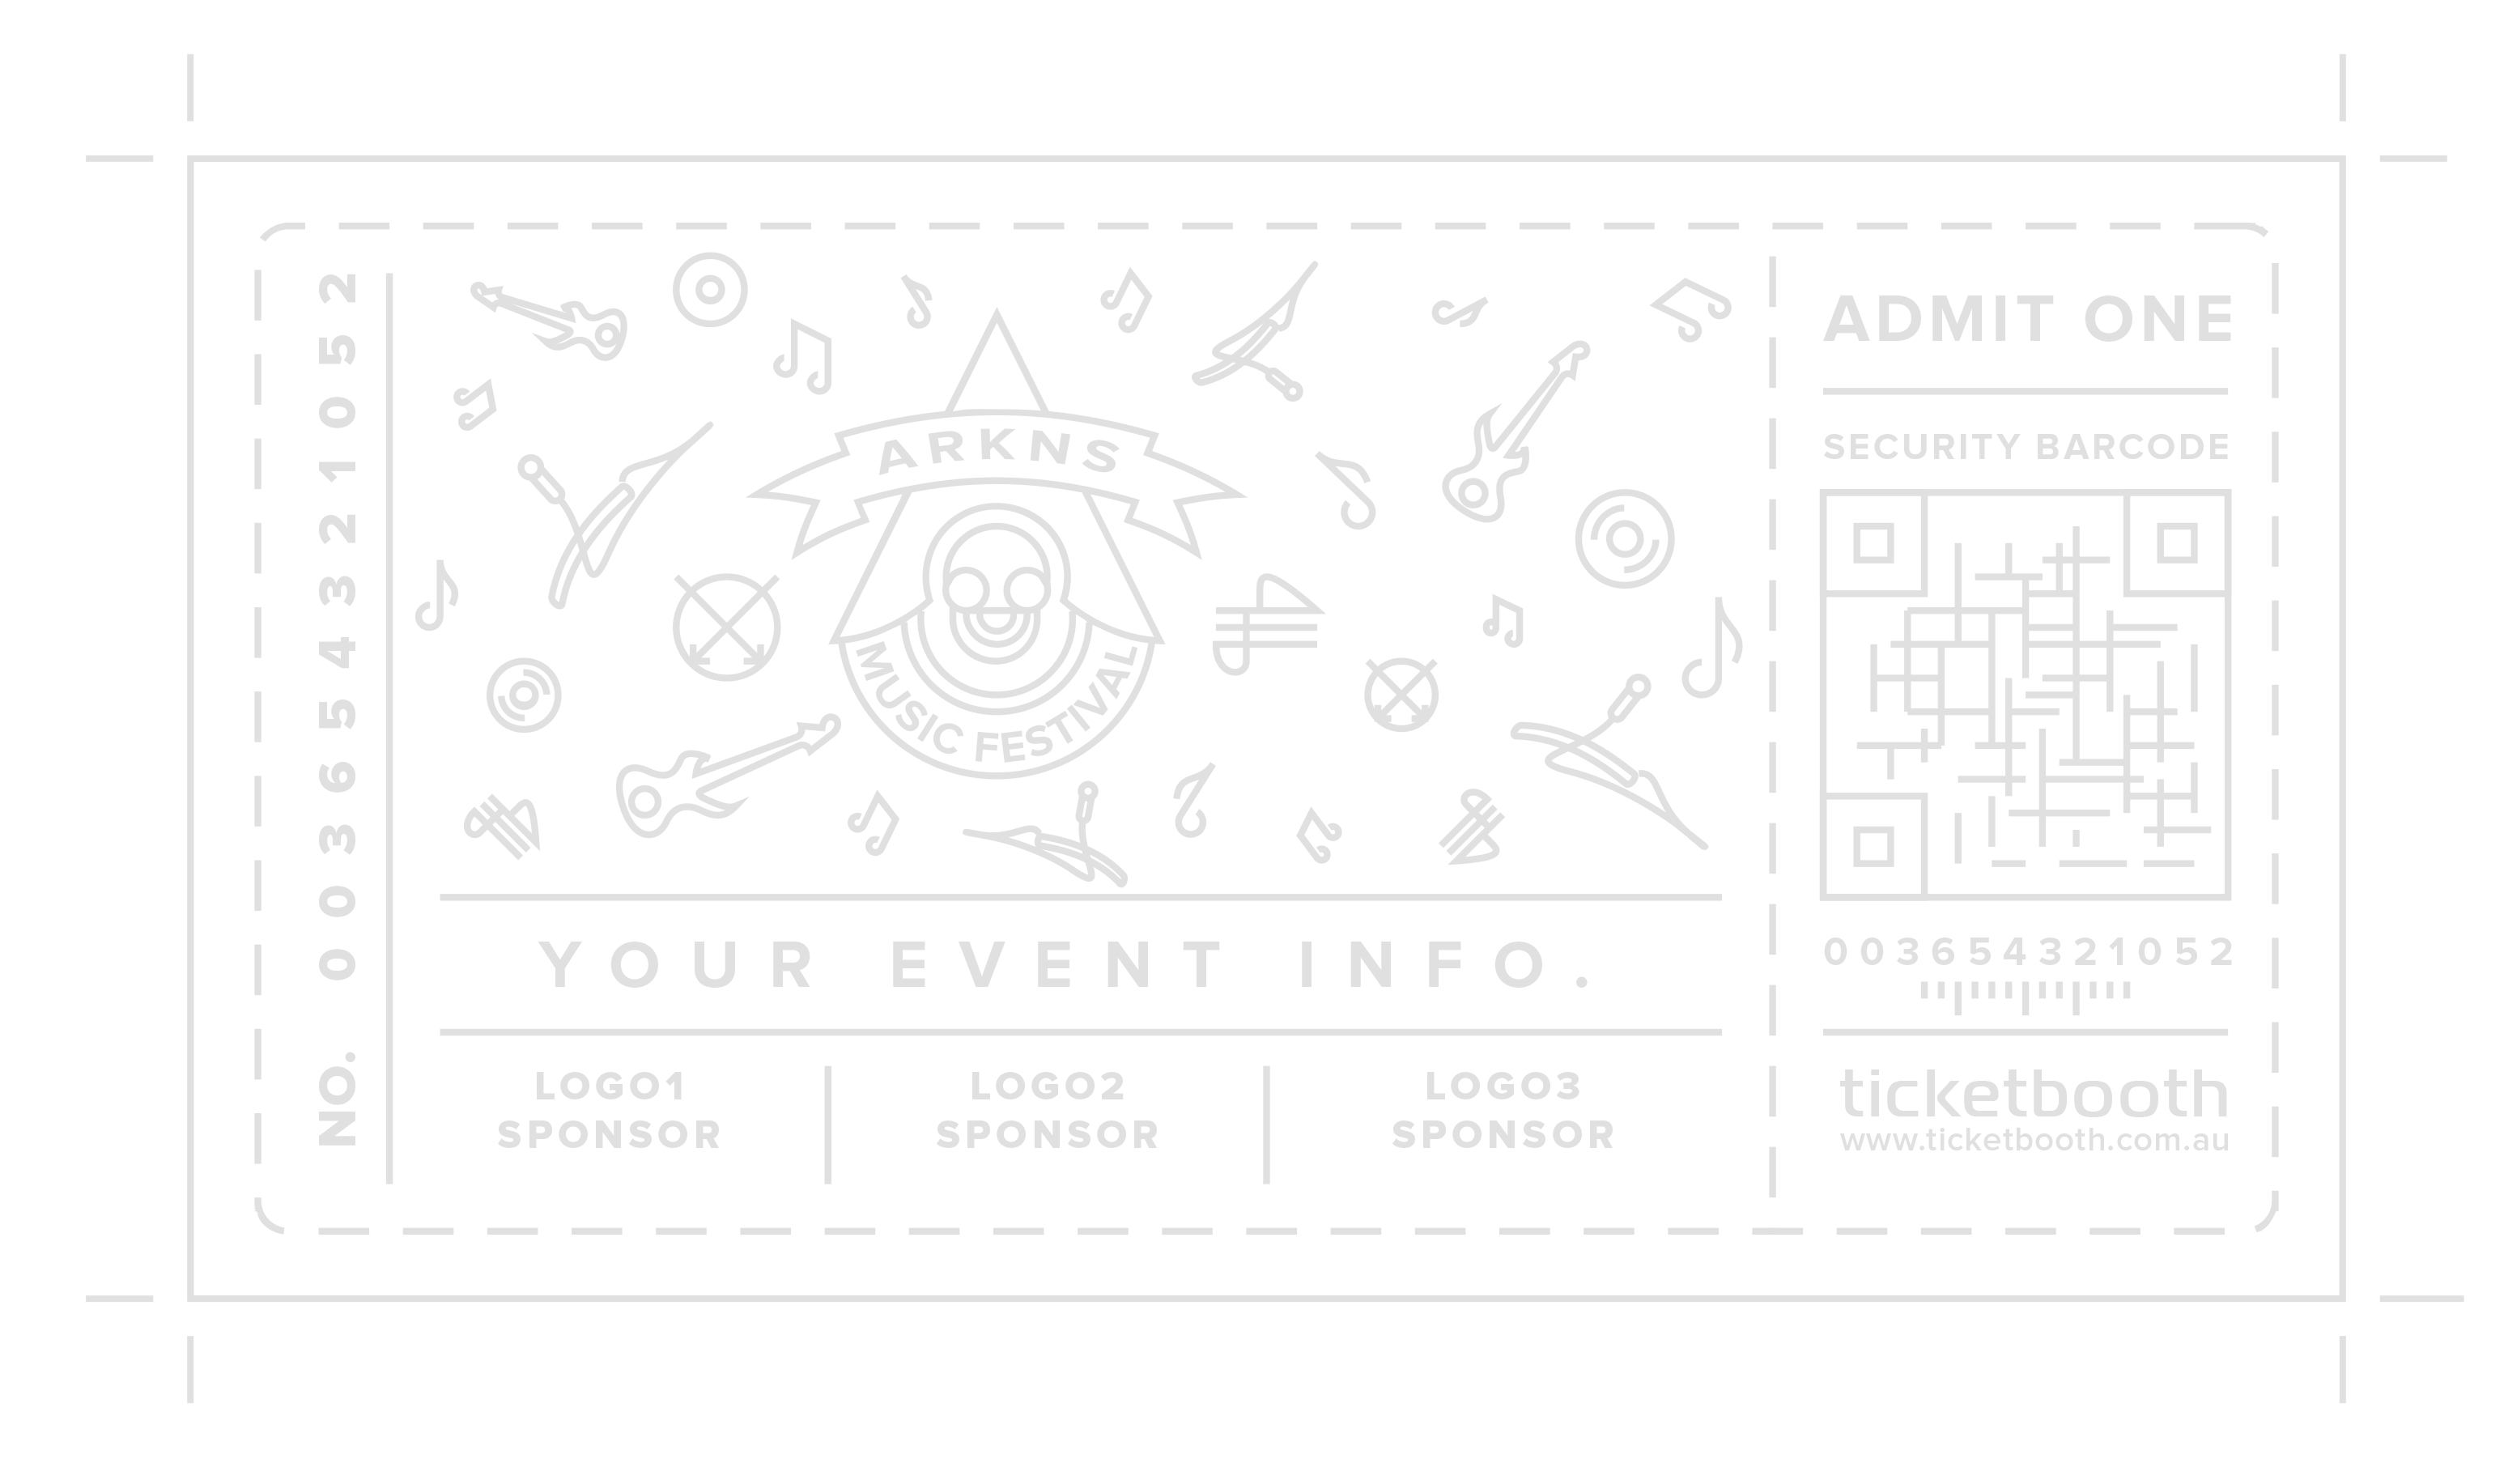 No. 003654321052
ARKNS
MUSIC FESTIVAL
YOUR EVENT INFO.
LOGO1
SPONSOR
LOGO2
SPONSOR
LOGO3
SPONSOR
ADMIT ONE
SECURITY BARCODE
003654321052
ticketbooth
www.ticketbooth.com.au